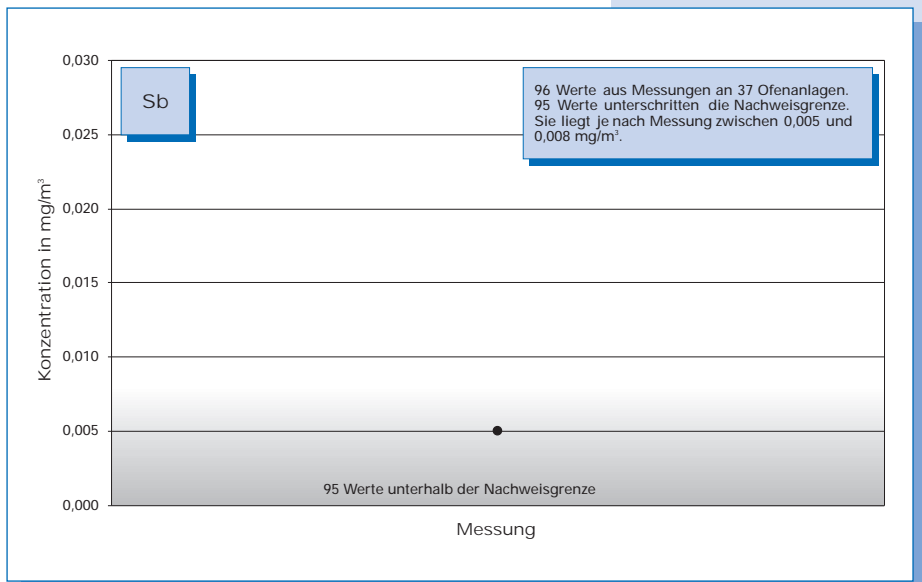 Sb
96 Werte aus Messungen an 37 Ofenanlagen.
95 Werte unterschritten die Nachweisgrenze.
Sie liegt je nach Messung zwischen 0,005 und
0,008 mg/m³.
Konzentration in mg/m³
0,030
0,025
0,020
0,015
0,010
0,005
0,000
95 Werte unterhalb der Nachweisgrenze
Messung